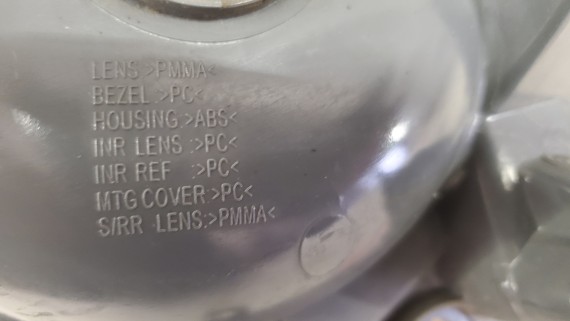 LENS >PMMA<
BEZEL >PC<
HOUSING >ABS<
INR LENS :>PC<
INR REF :>PC<
MTG COVER >PC<
S/RR LENS:>PMMA<